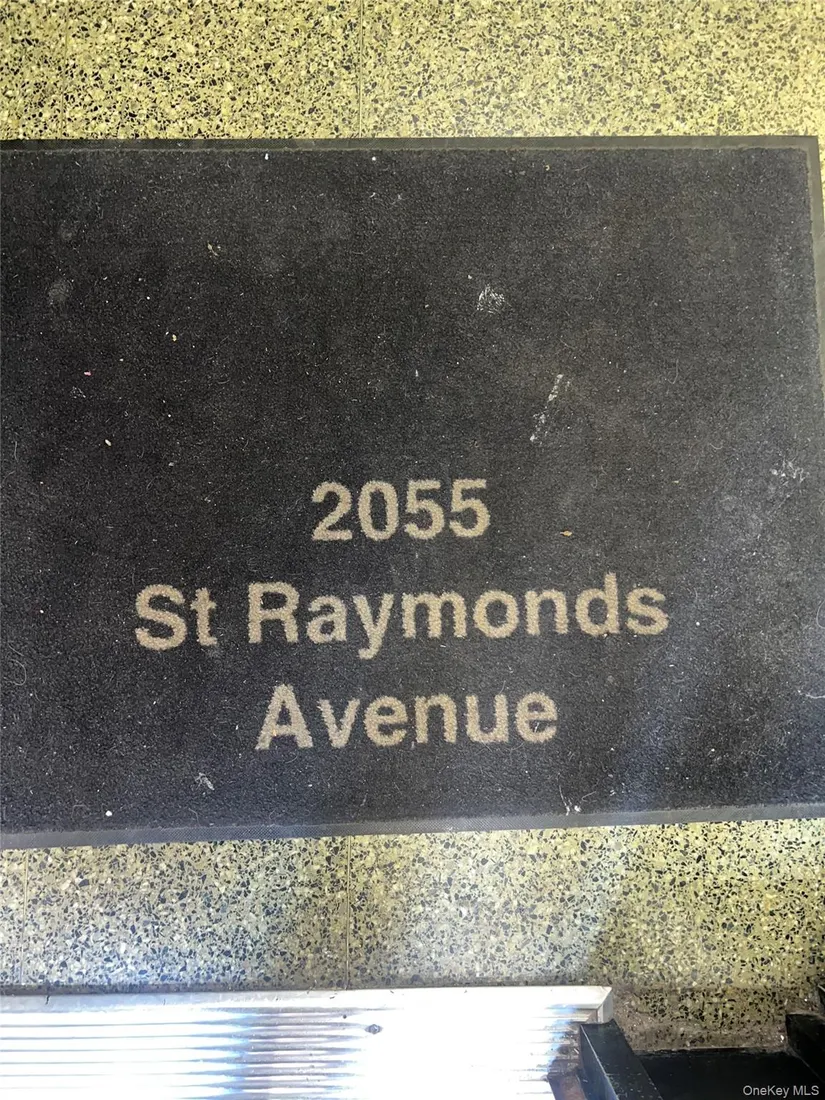 2055
St Raymonds
Avenue
OneKey MLS